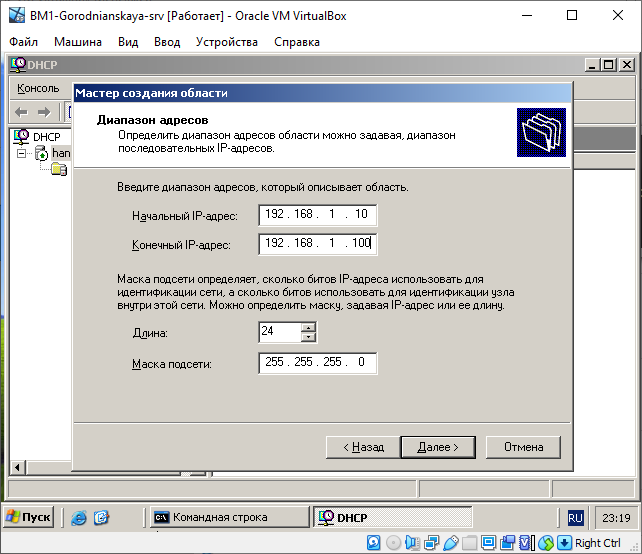 BM1-Gorodnianskaya-srv [Работает] - Oracle VM VirtualBox
Файл Машина Вид Ввод Устройства Справка
DHCP
Консоль
DHCP
han
Мастер создания области
Диапазон адресов
Определить диапазон адресов области можно задавая, диапазон
последовательных IP-адресов.
Введите диапазон адресов, который описывает область.
Начальный IP-адрес: 192 . 168 . 1 . 10
Конечный IP-адрес: 192 . 168 . 1 . 100
Маска подсети определяет, сколько битов IP-адреса использовать для
идентификации сети, а сколько битов использовать для идентификации узла
внутри этой сети. Можно определить маску, задавая IP-адрес или ее длину.
Длина: 24
Маска подсети: 255 . 255 . 255 . 0
< Назад Далее > Отмена
Пуск Командная строка DHCP RU 23:19
Right Ctrl